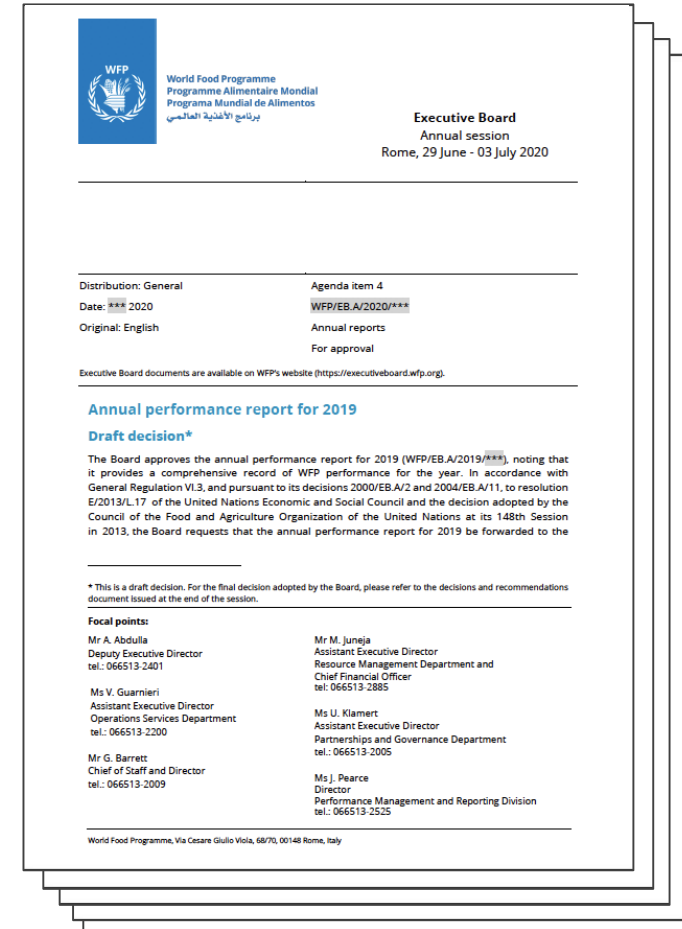 WFP
World Food Programme
Programme Alimentaire Mondial
Programa Mundial de Alimentos
برنامج الأغذية العالمي
Executive Board
Annual session
Rome, 29 June - 03 July 2020
Distribution: General
Date: *** 2020
Original: English
Agenda item 4
WFP/EB.A/2020/***
Annual reports
For approval
Executive Board documents are available on WFP's website (https://executiveboard.wfp.org).
Annual performance report for 2019
Draft decision*
The Board approves the annual performance report for 2019 (WFP/EB.A/2019/***), noting that
it provides a comprehensive record of WFP performance for the year. In accordance with
General Regulation VI.3, and pursuant to its decisions 2000/EB.A/2 and 2004/EB.A/11, to resolution
E/2013/L.17 of the United Nations Economic and Social Council and the decision adopted by the
Council of the Food and Agriculture Organization of the United Nations at its 148th Session
in 2013, the Board requests that the annual performance report for 2019 be forwarded to the
* This is a draft decision. For the final decision adopted by the Board, please refer to the decisions and recommendations
document issued at the end of the session.
Focal points:
Mr A. Abdulla
Deputy Executive Director
tel.: 066513-2401
Ms V. Guarnieri
Assistant Executive Director
Operations Services Department
tel.: 066513-2200
Mr G. Barrett
Chief of Staff and Director
tel.: 066513-2009
Mr M. Juneja
Assistant Executive Director
Resource Management Department and
Chief Financial Officer
tel: 066513-2885
Ms U. Klamert
Assistant Executive Director
Partnerships and Governance Department
tel.: 066513-2005
Ms J. Pearce
Director
Performance Management and Reporting Division
tel.: 066513-2525
World Food Programme, Via Cesare Giulio Viola, 68/70, 00148 Rome, Italy